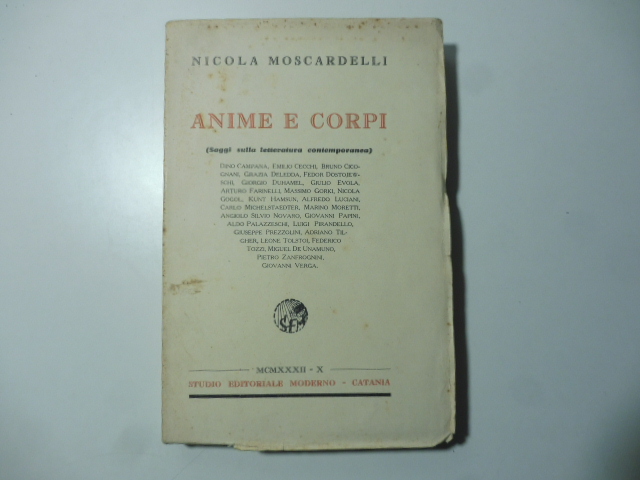 NICOLA MOSCARDELLI
ANIME E CORPI
(Saggi sulla letteratura contemporanea)
DINO CAMPANA, EMILIO CECCHI, BRUNO CICO-
GNANI, GRAZIA DELEDDA, FEDOR DOSTOJEW-
SCHI, GIORGIO DUHAMEL, GIULIO EVOLA,
ARTURO FARINELLI, MASSIMO GORKI, NICOLA
GOGOL, KUNT HAMSUN, ALFREDO LUCIANI,
CARLO MICHELSTAEDTER, MARINO MORETTI,
ANGIOLO SILVIO NOVARO, GIOVANNI PAPINI,
ALDO PALAZZESCHI, LUIGI PIRANDELLO,
GIUSEPPE PREZZOLINI, ADRIANO TIL-
GHER, LEONE TOLSTOI, FEDERICO
TOZZI, MIGUEL DE UNAMUNO,
PIETRO ZANFROGNINI,
GIOVANNI VERGA.
SEM
MCMXXXII - X
STUDIO EDITORIALE MODERNO - CATANIA